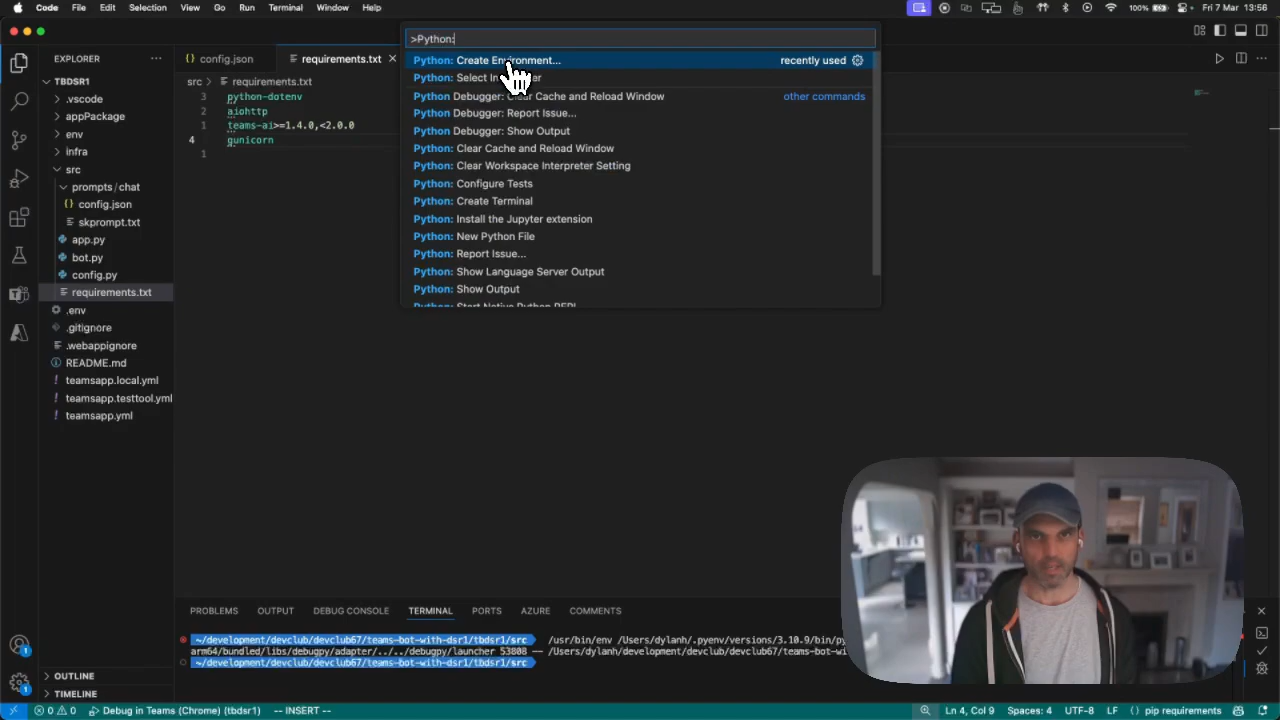 Code File Edit Selection View Go Run Terminal Window Help 100% Fri 7 Mar 13:56
>Python:
EXPLORER
config.json requirements.txt
Python: Create Environment... recently used
TBDSR1
src > requirements.txt
Python: Select In
.vscode
3 python-dotenv
Python Debugger: Clear Cache and Reload Window other commands
appPackage
2 aiohttp
Python Debugger: Report Issue...
env
1 teams-ai>=1.4.0,<2.0.0
Python Debugger: Show Output
infra
4 gunicorn
Python: Clear Cache and Reload Window
src
1
Python: Clear Workspace Interpreter Setting
prompts/chat
Python: Configure Tests
config.json
Python: Create Terminal
skprompt.txt
Python: Install the Jupyter extension
app.py
Python: New Python File
bot.py
Python: Report Issue...
config.py
Python: Show Language Server Output
requirements.txt
Python: Show Output
.env
Python: Start Native Python REPL
.gitignore
.webappignore
README.md
teamsapp.local.yml
teamsapp.testtool.yml
teamsapp.yml
PROBLEMS OUTPUT DEBUG CONSOLE TERMINAL PORTS AZURE COMMENTS
~/development/devclub/devclub67/teams-bot-with-dsr1/tbdsr1/src /usr/bin/env /Users/dylanh/.pyenv/versions/3.10.9/bin/py
arm64/bundled/libs/debugpy/adapter/../../debugpy/launcher 53808 -- /Users/dylanh/development/devclub/devclub67/teams-bot-wi
~/development/devclub/devclub67/teams-bot-with-dsr1/tbdsr1/src
OUTLINE
TIMELINE
0 0 Debug in Teams (Chrome) (tbdsr1) -- INSERT -- Ln 4, Col 9 Spaces: 4 UTF-8 LF pip requirements